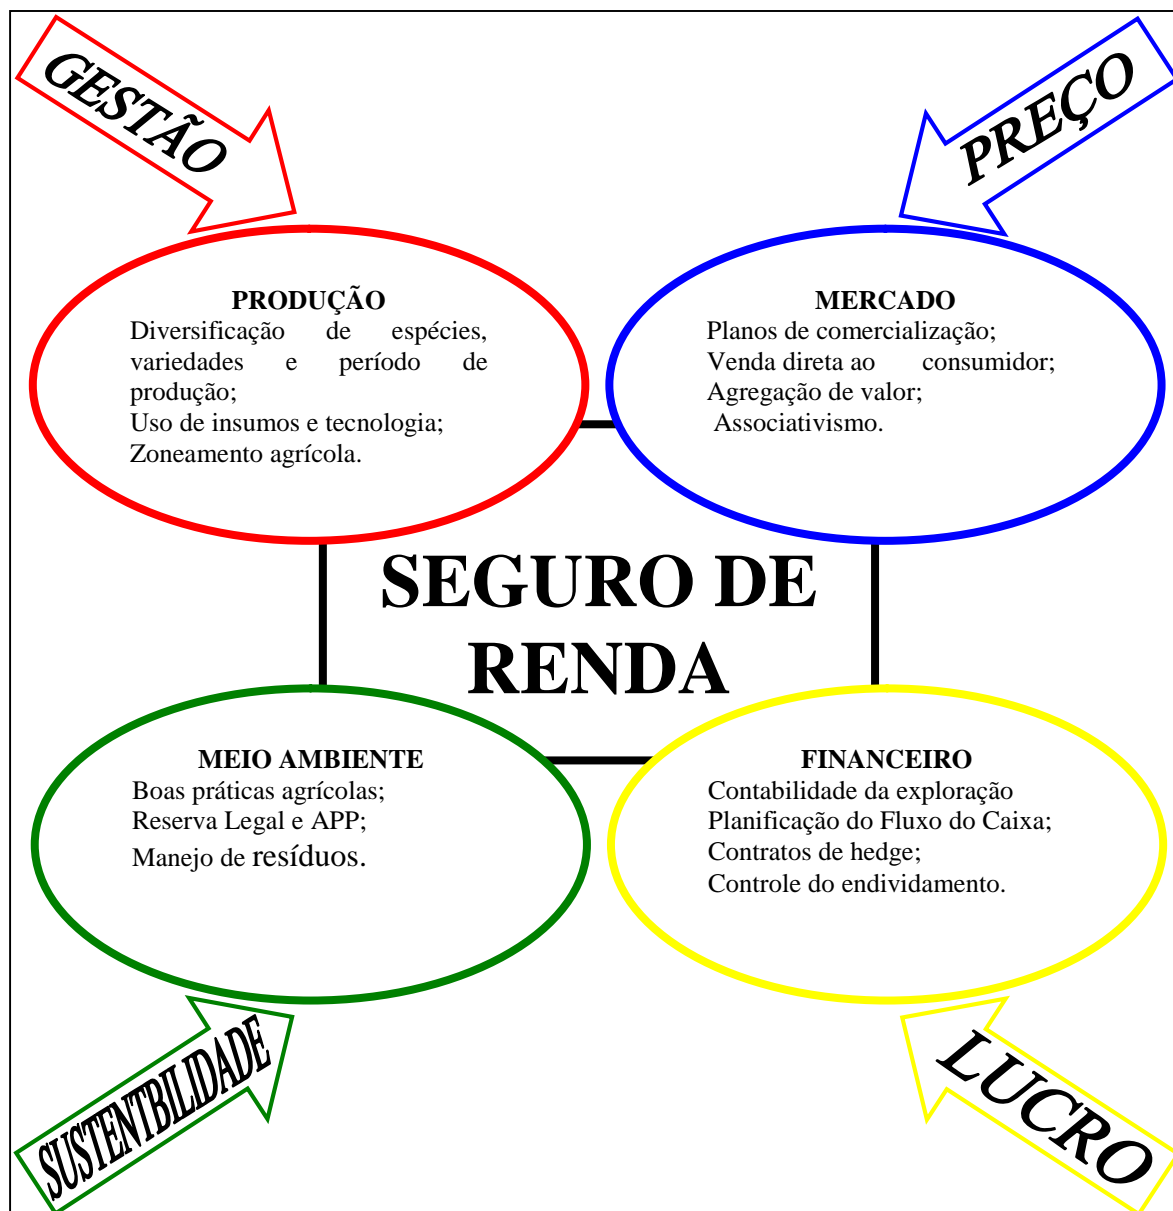 GESTÃO
PREÇO
PRODUÇÃO
Diversificação de espécies,
variedades e período de
produção;
Uso de insumos e tecnologia;
Zoneamento agrícola.
MERCADO
Planos de comercialização;
Venda direta ao consumidor;
Agregação de valor;
Associativismo.
SEGURO DE
RENDA
MEIO AMBIENTE
Boas práticas agrícolas;
Reserva Legal e APP;
Manejo de resíduos.
FINANCEIRO
Contabilidade da exploração
Planificação do Fluxo do Caixa;
Contratos de hedge;
Controle do endividamento.
SUSTENTBILIDADE
LUCRO